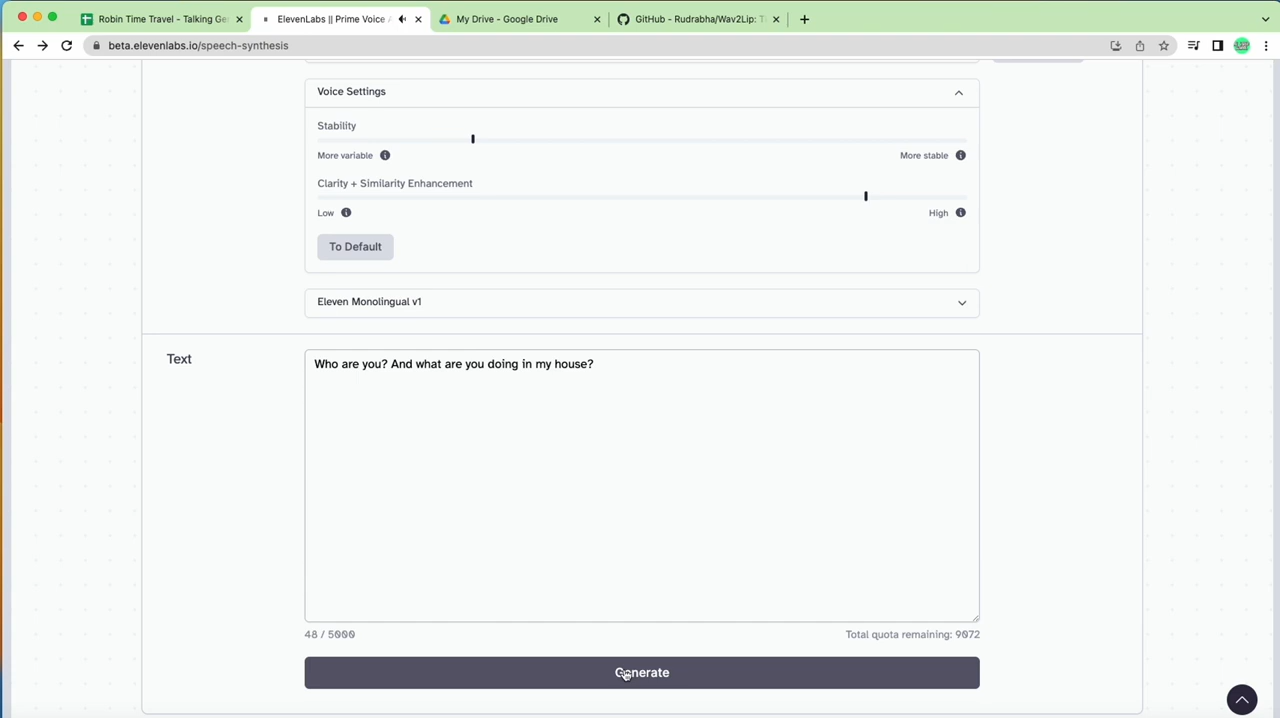 Robin Time Travel - Talking Ge
ElevenLabs || Prime Voice A
My Drive - Google Drive
GitHub - Rudrabha/Wav2Lip: T
beta.elevenlabs.io/speech-synthesis
Voice Settings
Stability
More variable
More stable
Clarity + Similarity Enhancement
Low
High
To Default
Eleven Monolingual v1
Text
Who are you? And what are you doing in my house?
48 / 5000
Total quota remaining: 9072
Generate